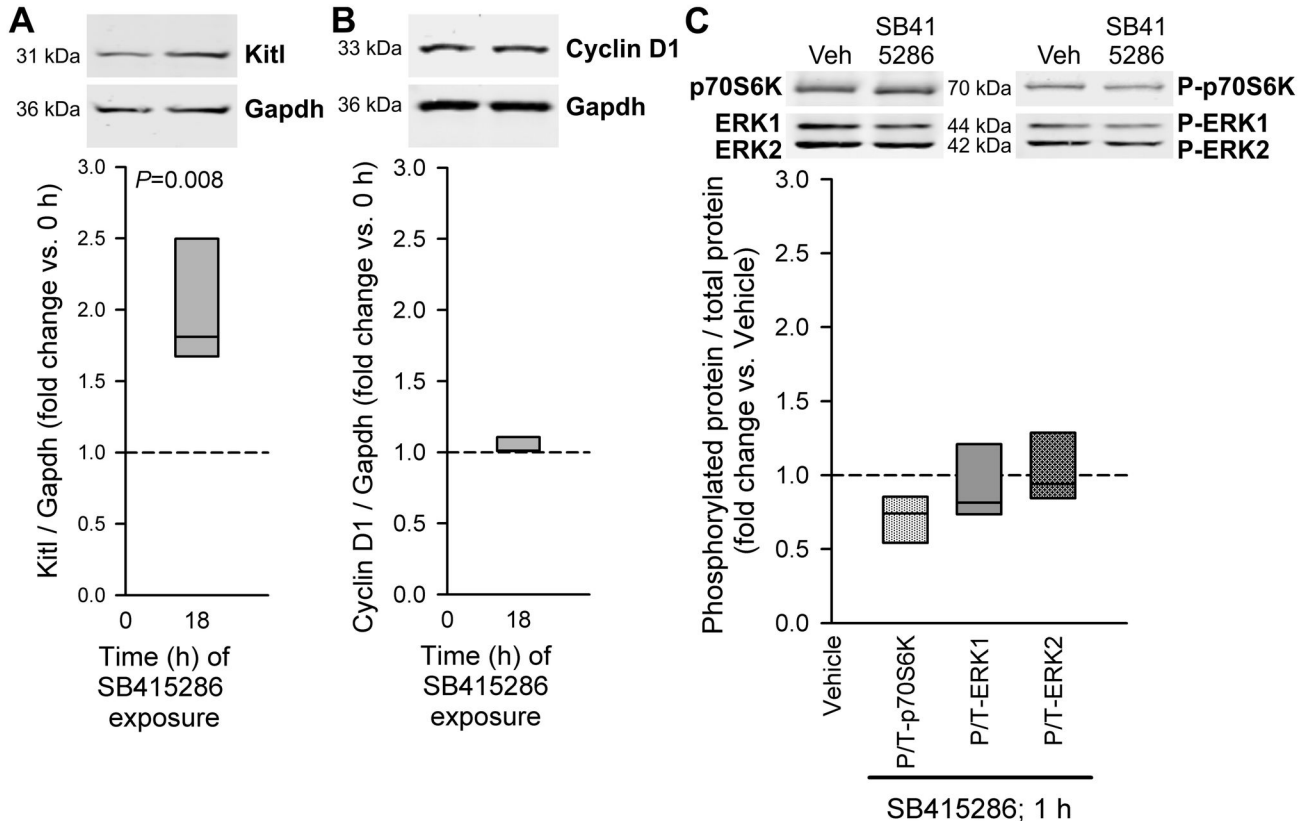 A
31 kDa
Kitl
36 kDa
Gapdh
Kitl / Gapdh (fold change vs. 0 h)
3.0
2.5
2.0
1.5
1.0
0.5
0.0
P=0.008
0
18
Time (h) of
SB415286
exposure
B
33 kDa
Cyclin D1
36 kDa
Gapdh
Cyclin D1 / Gapdh (fold change vs. 0 h)
3.0
2.5
2.0
1.5
1.0
0.5
0.0
0
18
Time (h) of
SB415286
exposure
C
Veh
SB41
5286
Veh
SB41
5286
p70S6K
70 kDa
P-p70S6K
ERK1
44 kDa
P-ERK1
ERK2
42 kDa
P-ERK2
Phosphorylated protein / total protein
(fold change vs. Vehicle)
3.0
2.5
2.0
1.5
1.0
0.5
0.0
Vehicle
P/T-p70S6K
P/T-ERK1
P/T-ERK2
SB415286; 1 h